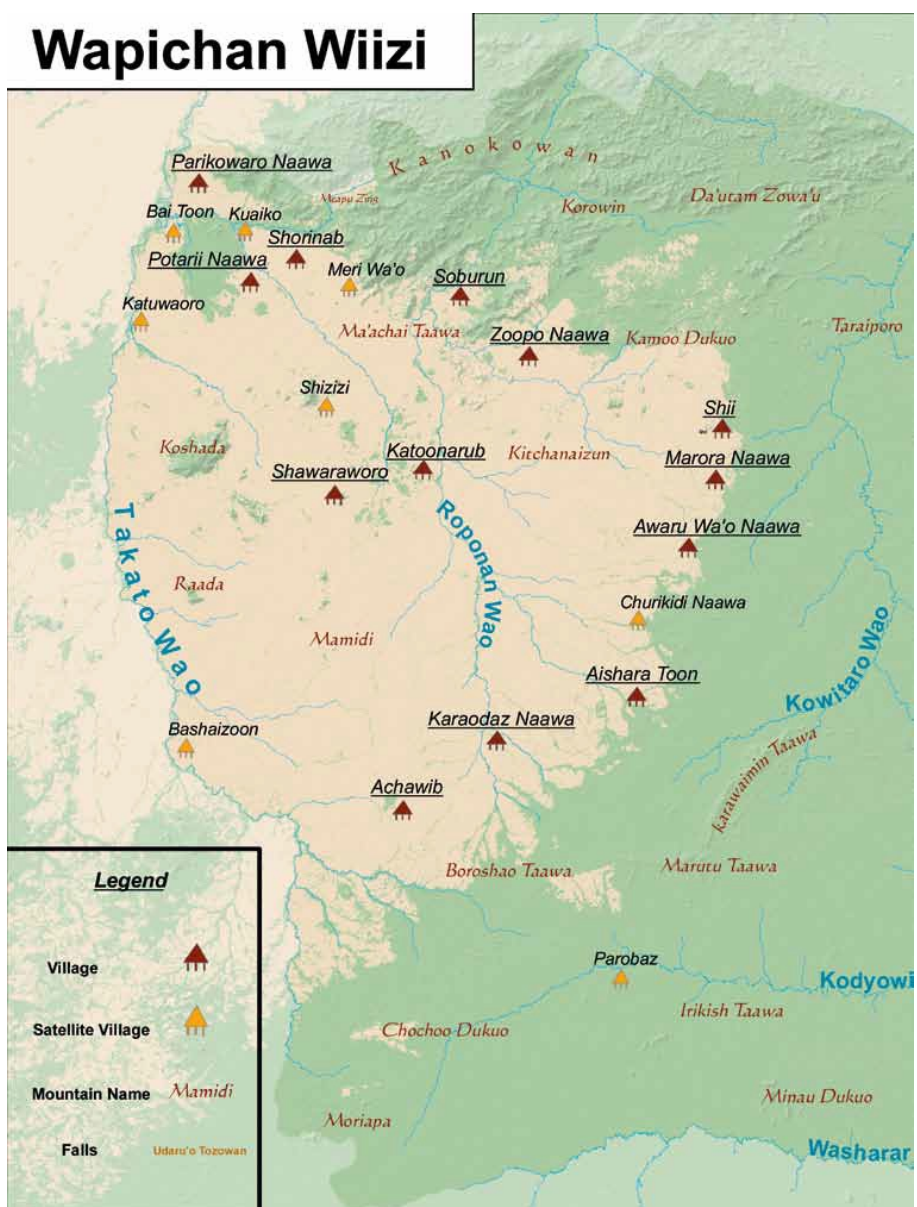 Wapichan Wiizi
Kanokowan
Parikowaro Naawa
Mzapu Zing
Da'utam Zowa'u
Korowin
Bai Toon
Kuaiko
Shorinab
Potarii Naawa
Meri Wa'o
Soburun
Katuwaoro
Ma'achai Taawa
Zoopo Naawa
Kamoo Dukuo
Taraiporo
Shizizi
Shii
Koshada
Katoonarub
Kitchanaizun
Marora Naawa
Shawaraworo
Takato Wao
Roponan Wao
Awaru Wa'o Naawa
Raada
Churikidi Naawa
Mamidi
Aishara Toon
Kowitaro Wao
Karaodaz Naawa
Bashaizoon
karawaimin Taawa
Achawib
Boroshao Taawa
Marutu Taawa
Legend
Village
Satellite Village
Mountain Name Mamidi
Falls Udaru'o Tozowan
Parobaz
Kodyowi
Irikish Taawa
Chochoo Dukuo
Minau Dukuo
Moriapa
Washarar